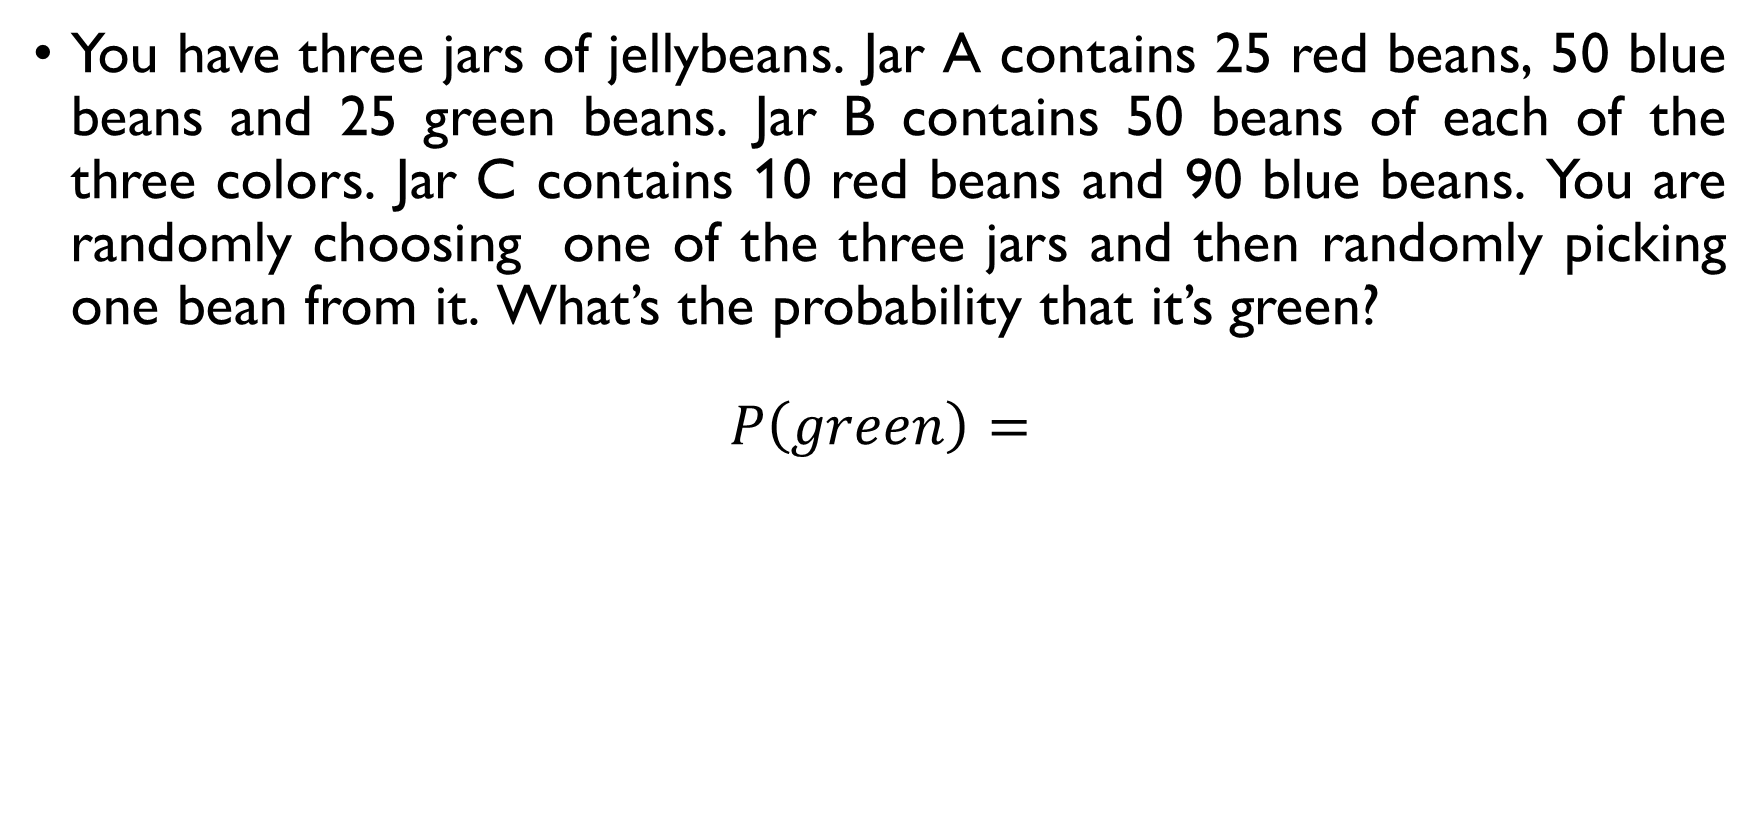 • You have three jars of jellybeans. Jar A contains 25 red beans, 50 blue
beans and 25 green beans. Jar B contains 50 beans of each of the
three colors. Jar C contains 10 red beans and 90 blue beans. You are
randomly choosing  one of the three jars and then randomly picking
one bean from it. What’s the probability that it’s green?
𝑃(𝑔𝑟𝑒𝑒𝑛) =